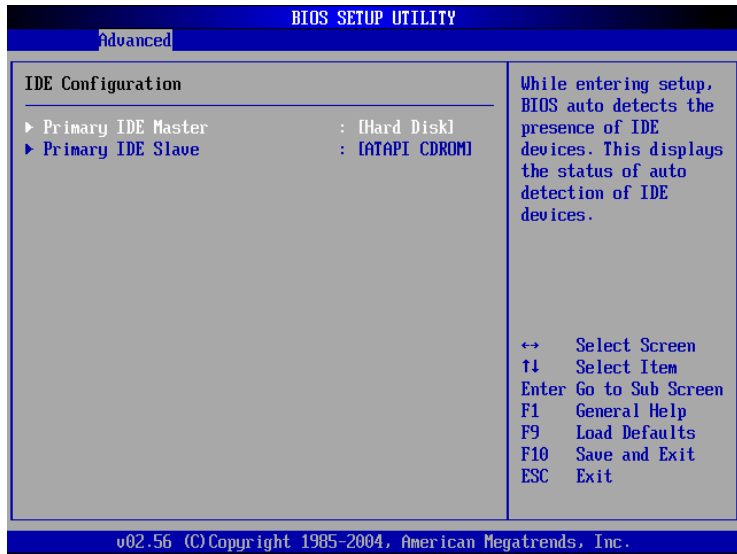 BIOS SETUP UTILITY
Advanced
IDE Configuration
▶ Primary IDE Master : [Hard Disk]
▶ Primary IDE Slave : [ATAPI CDROM]
While entering setup,
BIOS auto detects the
presence of IDE
devices. This displays
the status of auto
detection of IDE
devices.
↔ Select Screen
↑↓ Select Item
Enter Go to Sub Screen
F1 General Help
F9 Load Defaults
F10 Save and Exit
ESC Exit
v02.56 (C)Copyright 1985-2004, American Megatrends, Inc.